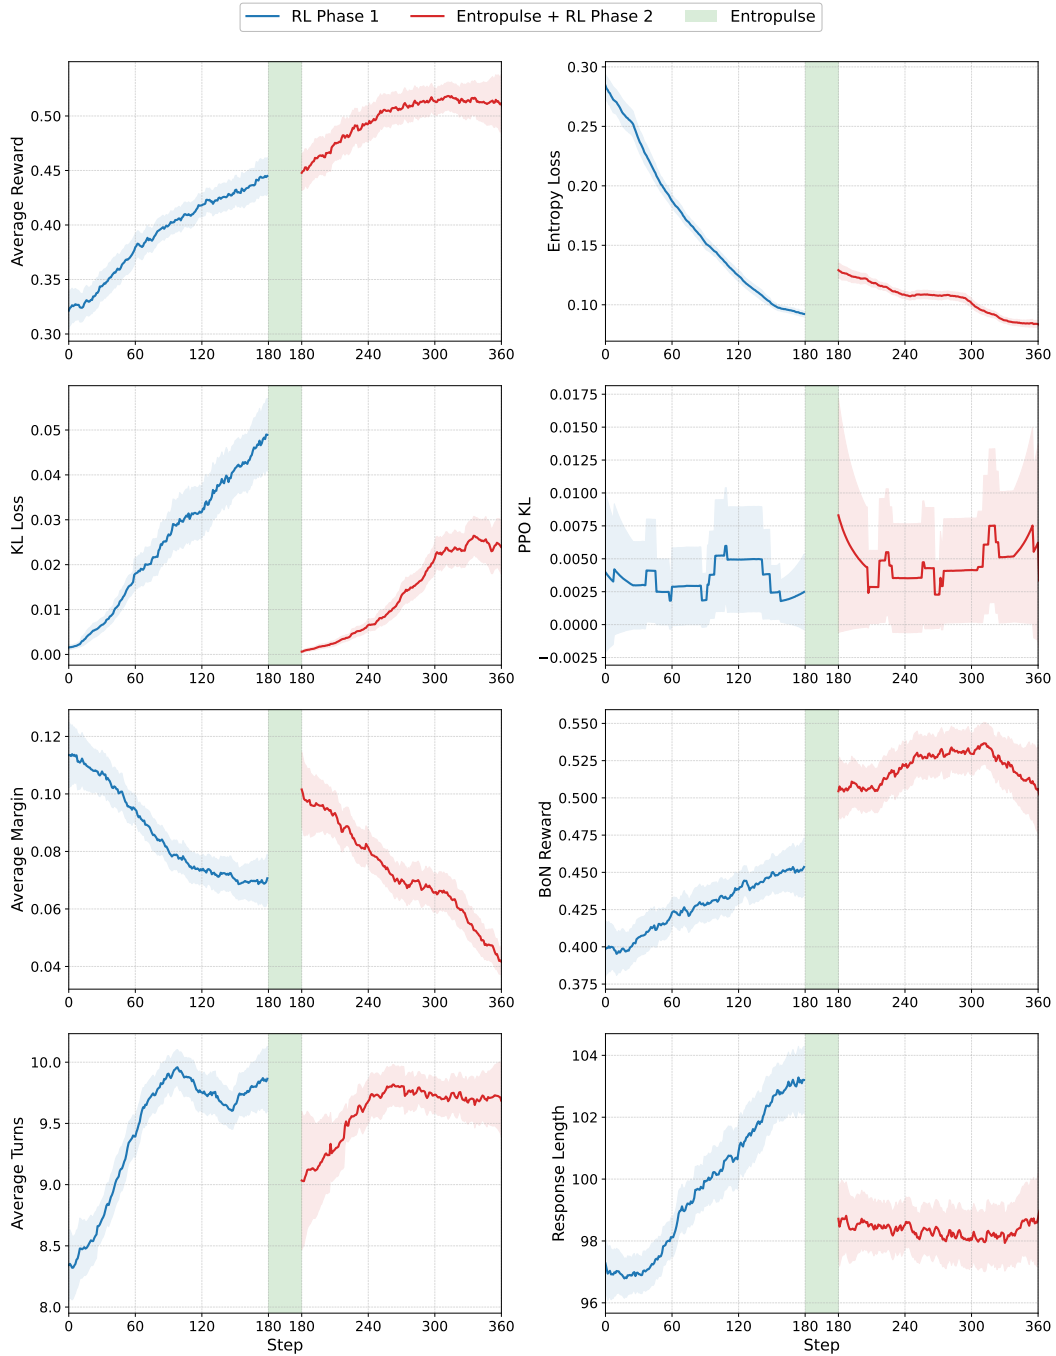 RL Phase 1 Entropulse + RL Phase 2 Entropulse
Average Reward
0.50
0.45
0.40
0.35
0.30
0 60 120 180 180 240 300 360
Entropy Loss
0.30
0.25
0.20
0.15
0.10
0 60 120 180 180 240 300 360
KL Loss
0.05
0.04
0.03
0.02
0.01
0.00
0 60 120 180 180 240 300 360
PPO KL
0.0175
0.0150
0.0125
0.0100
0.0075
0.0050
0.0025
0.0000
−0.0025
0 60 120 180 180 240 300 360
Average Margin
0.12
0.10
0.08
0.06
0.04
0 60 120 180 180 240 300 360
BoN Reward
0.550
0.525
0.500
0.475
0.450
0.425
0.400
0.375
0 60 120 180 180 240 300 360
Average Turns
10.0
9.5
9.0
8.5
8.0
0 60 120 180 180 240 300 360
Step
Response Length
104
102
100
98
96
0 60 120 180 180 240 300 360
Step